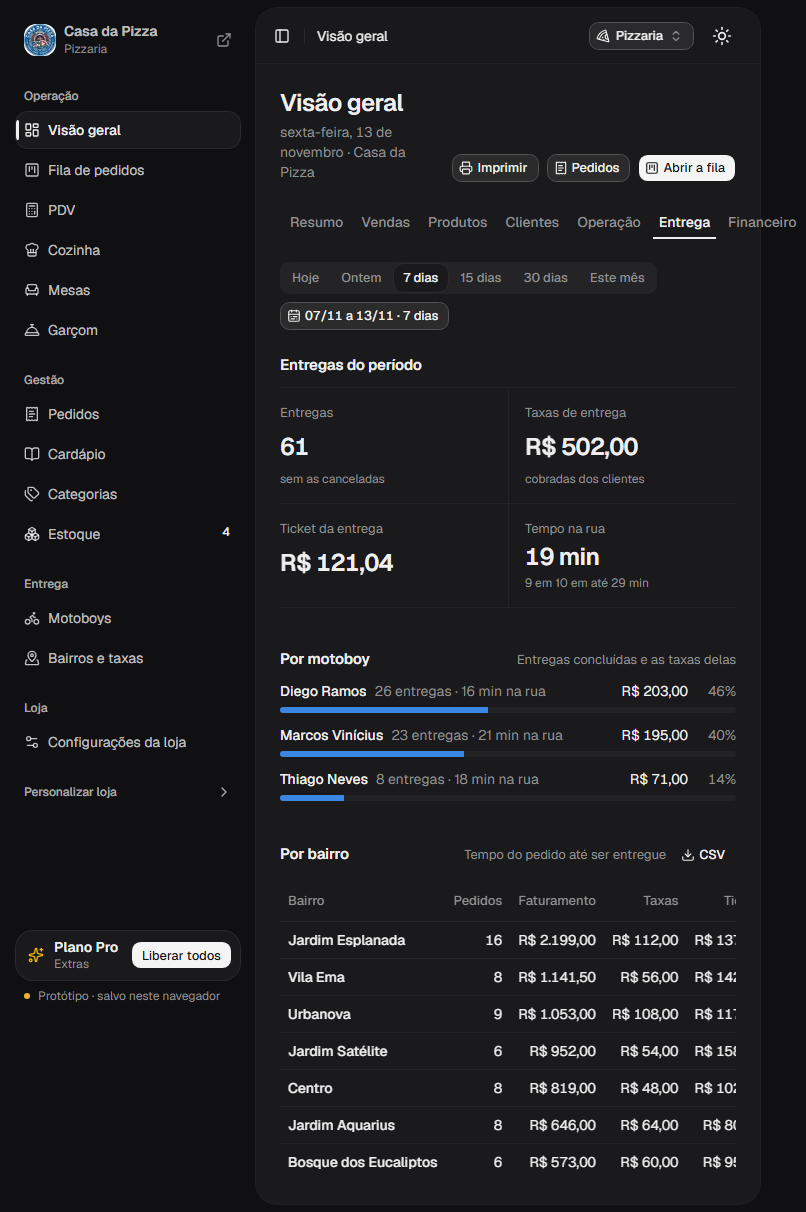 Casa da Pizza
Pizzaria
Operação
Visão geral
Fila de pedidos
PDV
Cozinha
Mesas
Garçom
Gestão
Pedidos
Cardápio
Categorias
Estoque 4
Entrega
Motoboys
Bairros e taxas
Loja
Configurações da loja
Personalizar loja
Plano Pro
Extras
Liberar todos
Protótipo · salvo neste navegador
Visão geral
Pizzaria
Visão geral
sexta-feira, 13 de
novembro · Casa da
Pizza
Imprimir
Pedidos
Abrir a fila
Resumo Vendas Produtos Clientes Operação Entrega Financeiro
Hoje Ontem 7 dias 15 dias 30 dias Este mês
07/11 a 13/11 · 7 dias
Entregas do período
Entregas
61
sem as canceladas
Taxas de entrega
R$ 502,00
cobradas dos clientes
Ticket da entrega
R$ 121,04
Tempo na rua
19 min
9 em 10 em até 29 min
Por motoboy Entregas concluídas e as taxas delas
Diego Ramos 26 entregas · 16 min na rua R$ 203,00 46%
Marcos Vinícius 23 entregas · 21 min na rua R$ 195,00 40%
Thiago Neves 8 entregas · 18 min na rua R$ 71,00 14%
Por bairro Tempo do pedido até ser entregue CSV
Bairro Pedidos Faturamento Taxas
Jardim Esplanada 16 R$ 2.199,00 R$ 112,00 R$
Vila Ema 8 R$ 1.141,50 R$ 56,00 R$
Urbanova 9 R$ 1.053,00 R$ 108,00 R$
Jardim Satélite 6 R$ 952,00 R$ 54,00 R$
Centro 8 R$ 819,00 R$ 48,00 R$
Jardim Aquarius 8 R$ 646,00 R$ 64,00 R$
Bosque dos Eucaliptos 6 R$ 573,00 R$ 60,00 R$